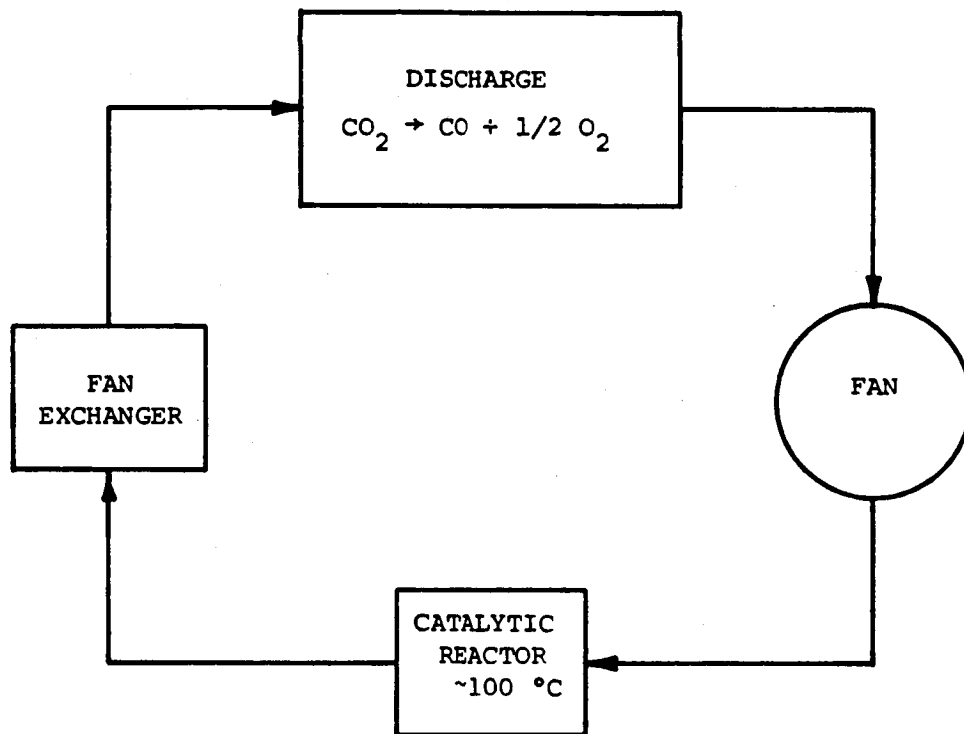 DISCHARGE
CO₂ → CO ÷ 1/2 O₂
FAN
EXCHANGER
FAN
CATALYTIC
REACTOR
~100 °C